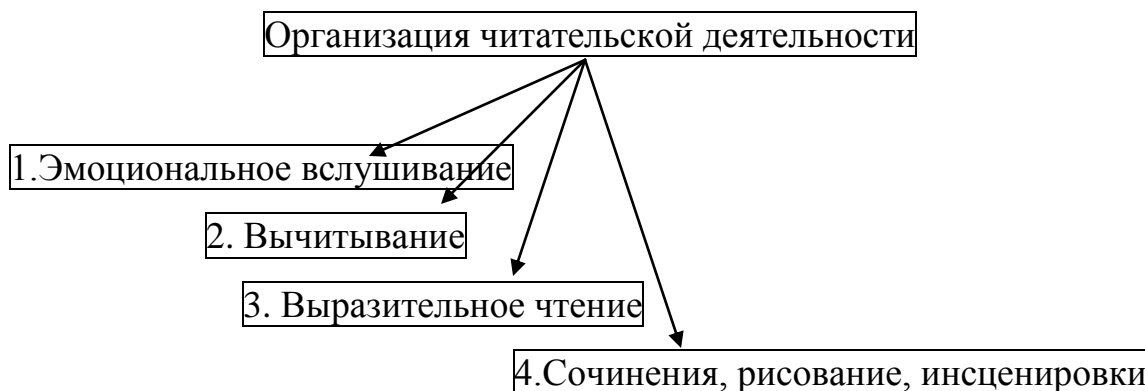 Организация читательской деятельности
1.Эмоциональное вслушивание
2. Вычитывание
3. Выразительное чтение
4.Сочинения, рисование, инсценировки